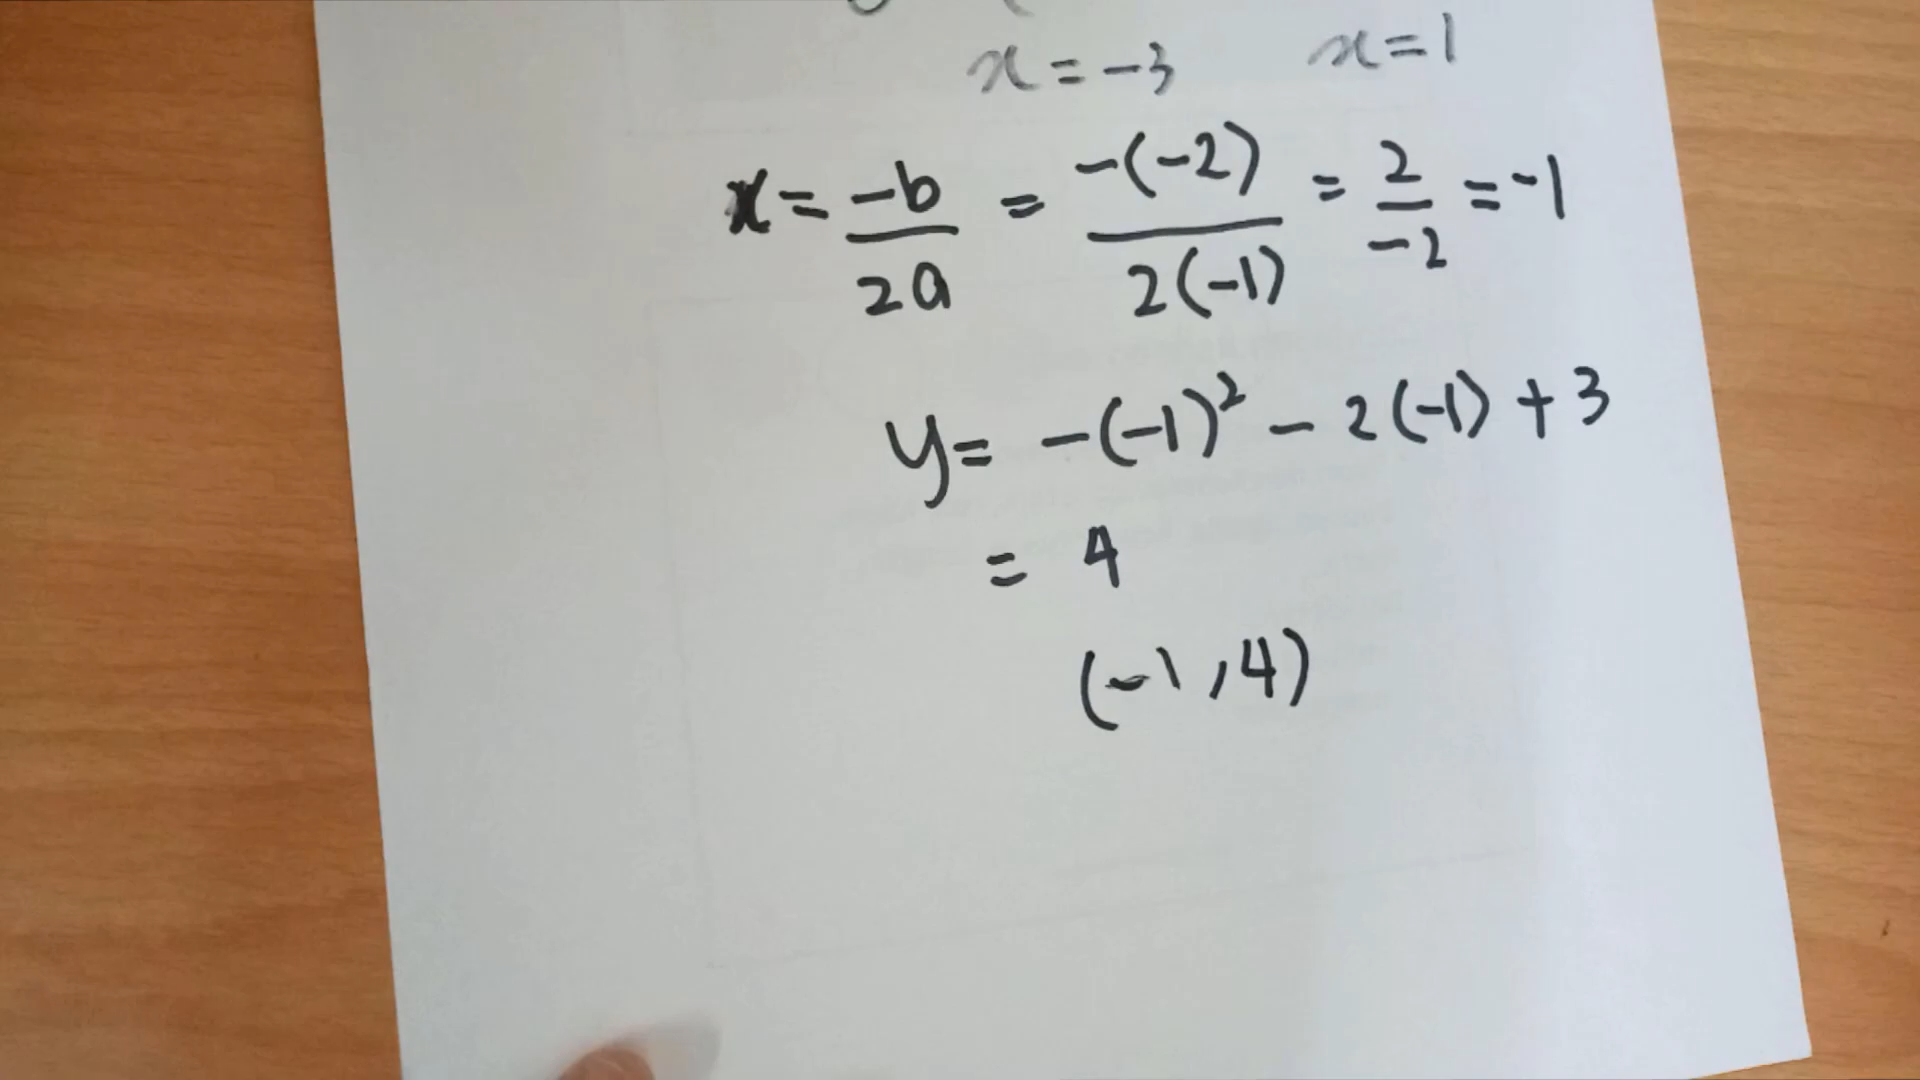 x = -3    x = 1
x = -b/2a = -(-2)/2(-1) = 2/-2 = -1
y = -(-1)² - 2(-1) + 3
= 4
(-1, 4)